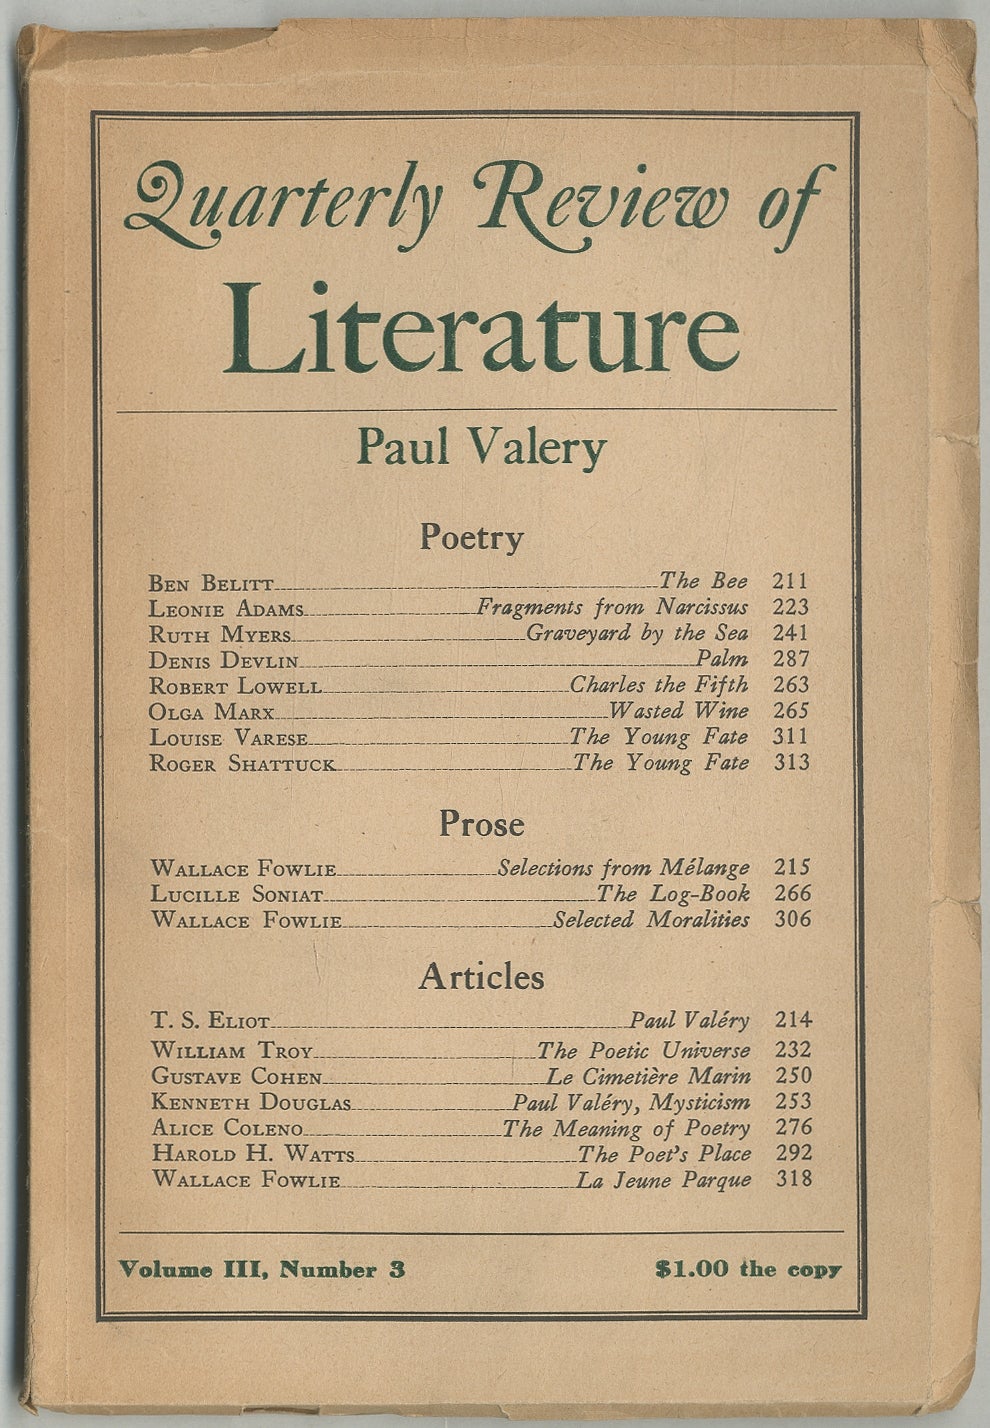 Quarterly Review of
Literature
Paul Valery
Poetry
BEN BELITT The Bee 211
LEONIE ADAMS Fragments from Narcissus 223
RUTH MYERS Graveyard by the Sea 241
DENIS DEVLIN Palm 287
ROBERT LOWELL Charles the Fifth 263
OLGA MARX Wasted Wine 265
LOUISE VARESE The Young Fate 311
ROGER SHATTUCK The Young Fate 313
Prose
WALLACE FOWLIE Selections from Mélange 215
LUCILLE SONIAT The Log-Book 266
WALLACE FOWLIE Selected Moralities 306
Articles
T. S. ELIOT Paul Valéry 214
WILLIAM TROY The Poetic Universe 232
GUSTAVE COHEN Le Cimetière Marin 250
KENNETH DOUGLAS Paul Valéry, Mysticism 253
ALICE COLENO The Meaning of Poetry 276
HAROLD H. WATTS The Poet's Place 292
WALLACE FOWLIE La Jeune Parque 318
Volume III, Number 3 $1.00 the copy